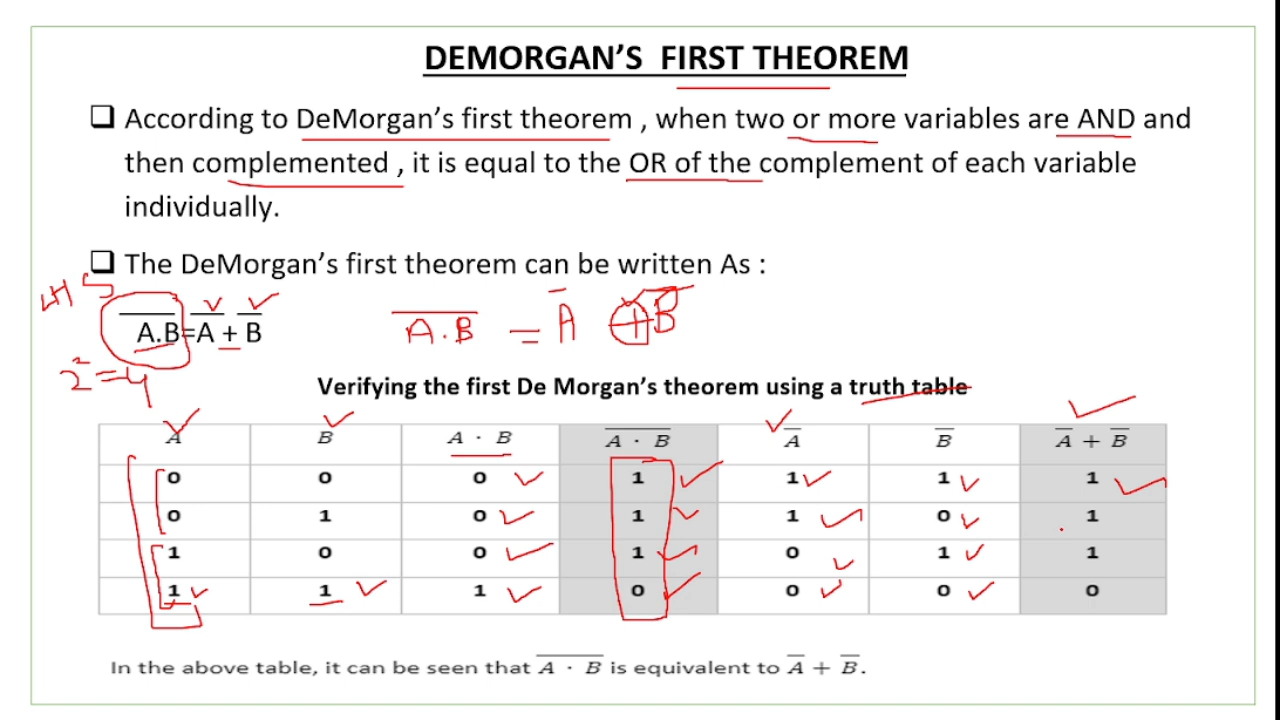 DEMORGAN'S FIRST THEOREM
❑ According to DeMorgan's first theorem , when two or more variables are AND and
then complemented , it is equal to the OR of the complement of each variable
individually.
❑ The DeMorgan's first theorem can be written As :
LHS
A̅.̅B̅=A̅ + B̅
A̅.̅B̅ = A̅ + B̅
2² = 4
Verifying the first De Morgan's theorem using a truth table
A B A · B A̅ ̅·̅ ̅B̅ A̅ B̅ A̅ + B̅
0 0 0 1 1 1 1
0 1 0 1 1 0 1
1 0 0 1 0 1 1
1 1 1 0 0 0 0
In the above table, it can be seen that A̅ ̅·̅ ̅B̅ is equivalent to A̅ + B̅.